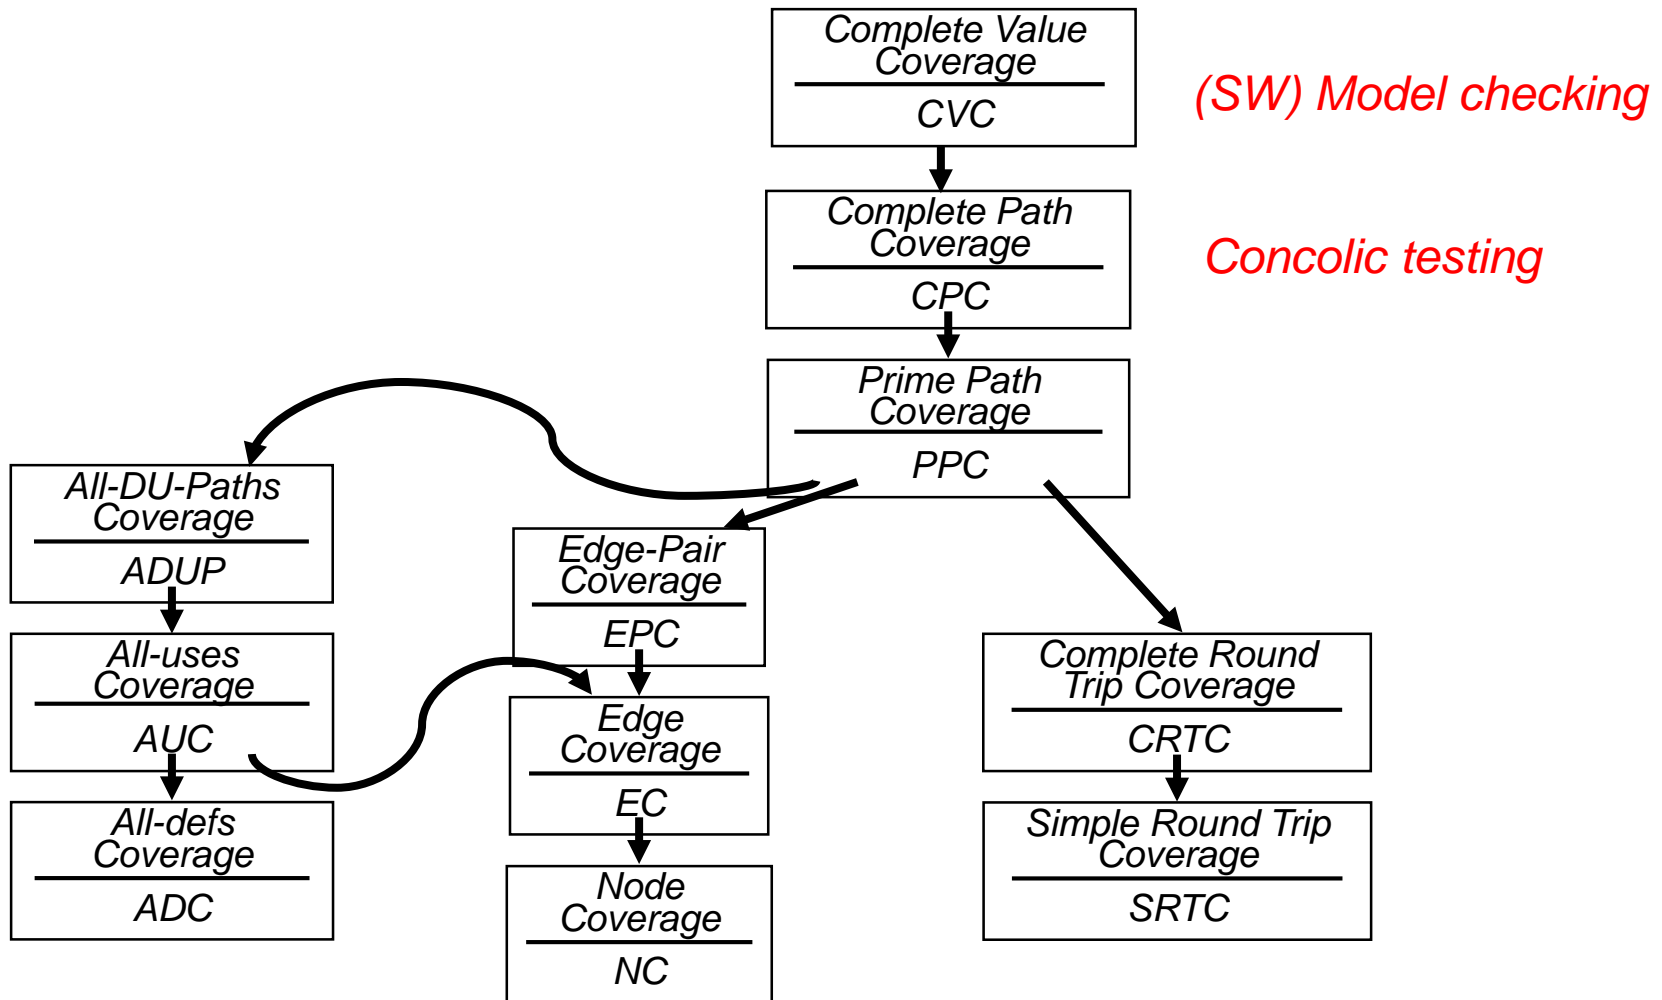 Complete Value
Coverage
CVC
(SW) Model checking
Complete Path
Coverage
CPC
Concolic testing
Prime Path
Coverage
PPC
All-DU-Paths
Coverage
ADUP
Edge-Pair
Coverage
EPC
All-uses
Coverage
AUC
Complete Round
Trip Coverage
CRTC
Edge
Coverage
EC
All-defs
Coverage
ADC
Simple Round Trip
Coverage
SRTC
Node
Coverage
NC